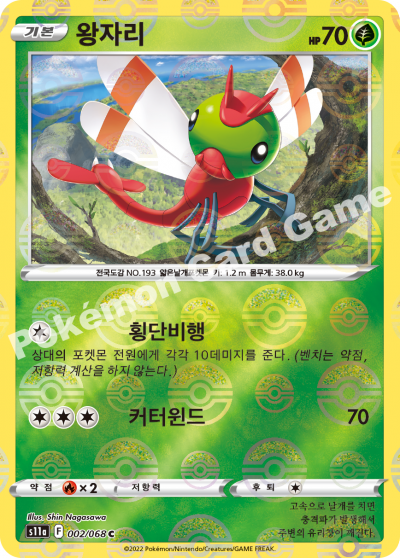 기본 왕자리 HP 70
전국도감 NO.193 얇은날개포켓몬 키: 1.2 m 몸무게: 38.0 kg
Pokémon Card Game
횡단비행
상대의 포켓몬 전원에게 각각 10데미지를 준다. (벤치는 약점,
저항력 계산을 하지 않는다.)
커터윈드 70
약점 ×2 저항력 후퇴
Illus. Shin Nagasawa
s11a F 002/068 C
고속으로 날개를 치면
충격파가 발생해서
주변의 유리창이 깨진다.
©2022 Pokémon/Nintendo/Creatures/GAME FREAK.